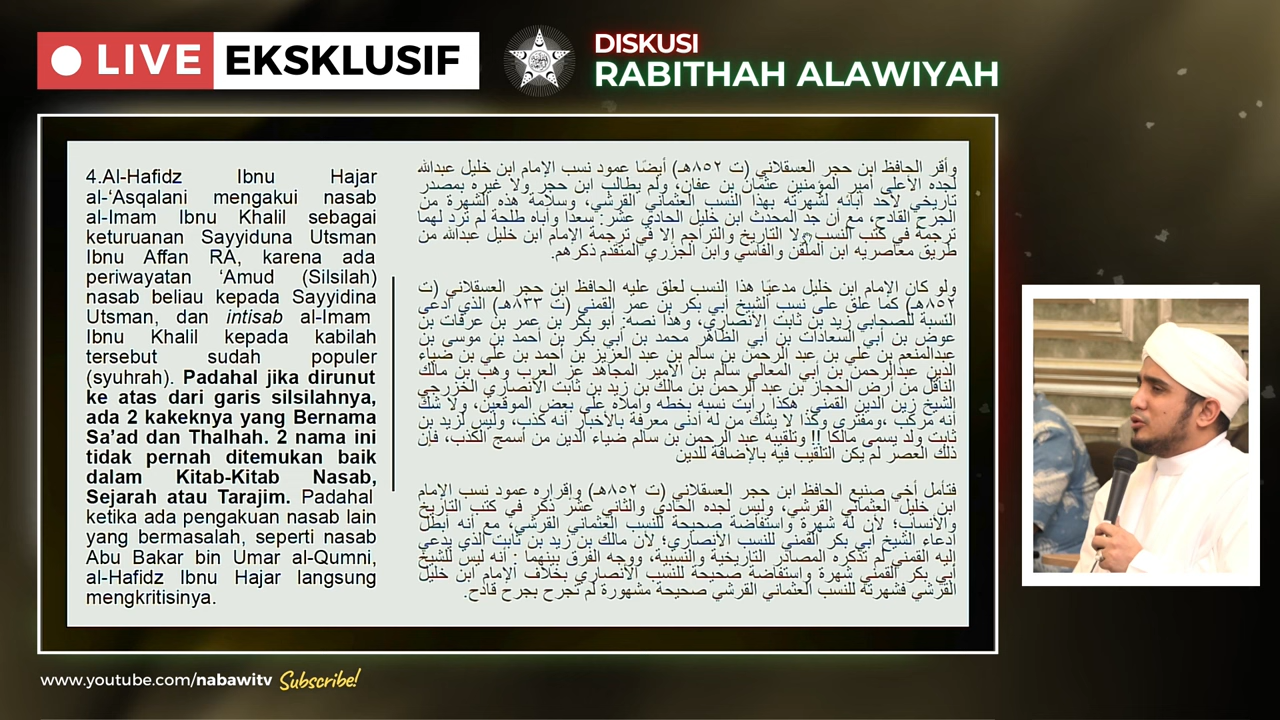 LIVE EKSKLUSIF
DISKUSI
RABITHAH ALAWIYAH
4.Al-Hafidz Ibnu Hajar
al-‘Asqalani mengakui nasab
al-Imam Ibnu Khalil sebagai
keturuanan Sayyiduna Utsman
Ibnu Affan RA, karena ada
periwayatan ‘Amud (Silsilah)
nasab beliau kepada Sayyidina
Utsman, dan intisab al-Imam
Ibnu Khalil kepada kabilah
tersebut sudah populer
(syuhrah). Padahal jika dirunut
ke atas dari garis silsilahnya,
ada 2 kakeknya yang Bernama
Sa’ad dan Thalhah. 2 nama ini
tidak pernah ditemukan baik
dalam Kitab-Kitab Nasab,
Sejarah atau Tarajim. Padahal
ketika ada pengakuan nasab lain
yang bermasalah, seperti nasab
Abu Bakar bin Umar al-Qumni,
al-Hafidz Ibnu Hajar langsung
mengkritisinya.
وأقر الحافظ ابن حجر العسقلاني (ت ٨٥٢هـ) أيضًا عمود نسب الإمام ابن خليل عبدالله
لجده الأعلى أمير المؤمنين عثمان بن عفان، ولم يطالب ابن حجر ولا غيره بمصدر
تاريخي لأحد آبائه لشهرته بهذا النسب العثماني القرشي، وسلامة هذه الشهرة من
الجرح القادح، مع أن جد المحدث ابن خليل الحادي عشر: سعدًا وأباه طلحة لم ترد لهما
ترجمة في كتب النسب ولا التاريخ والتراجم إلا في ترجمة الإمام ابن خليل عبدالله من
طريق معاصريه ابن الملقن والفاسي وابن الجزري المتقدم ذكرهم.
ولو كان الإمام ابن خليل مدعيًا هذا النسب لعلق عليه الحافظ ابن حجر العسقلاني (ت
٨٥٢هـ) كما علق على نسب الشيخ أبي بكر بن عمر القمني (ت ٨٣٣هـ) الذي ادعى
النسبة للصحابي زيد بن ثابت الأنصاري، وهذا نصه: أبو بكر بن عمر بن عرفات بن
عوض بن أبي السعادات بن أبي الظاهر محمد بن أبي بكر بن أحمد بن موسى بن
عبدالمنعم بن علي بن عبد الرحمن بن سالم بن عبد العزيز بن أحمد بن علي بن ضياء
الدين عبدالرحمن بن أبي المعالي سالم بن الأمير المجاهد عز العرب وهب بن مالك
الناقل من أرض الحجاز بن عبد الرحمن بن مالك بن زيد بن ثابت الأنصاري الخزرجي
الشيخ زين الدين القمني. هكذا رأيت نسبه بخطه وأملاه على بعض الموقعين، ولا شك
أنه مركب ،ومفترى وكذا لا يشك من له أدنى معرفة بالأخبار أنه كذب، وليس لزيد بن
ثابت ولد يسمى مالكا !! وتلقيبه عبد الرحمن بن سالم ضياء الدين من أسمج الكذب، فإن
ذلك العصر لم يكن التلقيب فيه بالإضافة للدين
فتأمل أخي صنيع الحافظ ابن حجر العسقلاني (ت ٨٥٢هـ) وإقراره عمود نسب الإمام
ابن خليل العثماني القرشي، وليس لجده الحادي والثاني عشر ذكر في كتب التاريخ
والأنساب؛ لأن له شهرة واستفاضة صحيحة للنسب العثماني القرشي، مع أنه أبطل
ادعاء الشيخ أبي بكر القمني للنسب الأنصاري؛ لأن مالك بن زيد بن ثابت الذي يدعي
إليه القمني لم تذكره المصادر التاريخية والنسبية، ووجه الفرق بينهما : أنه ليس للشيخ
أبي بكر القمني شهرة واستفاضة صحيحة للنسب الأنصاري بخلاف الإمام ابن خليل
القرشي فشهرته للنسب العثماني القرشي صحيحة مشهورة لم تجرح بجرح قادح.
www.youtube.com/nabawitv Subscribe!